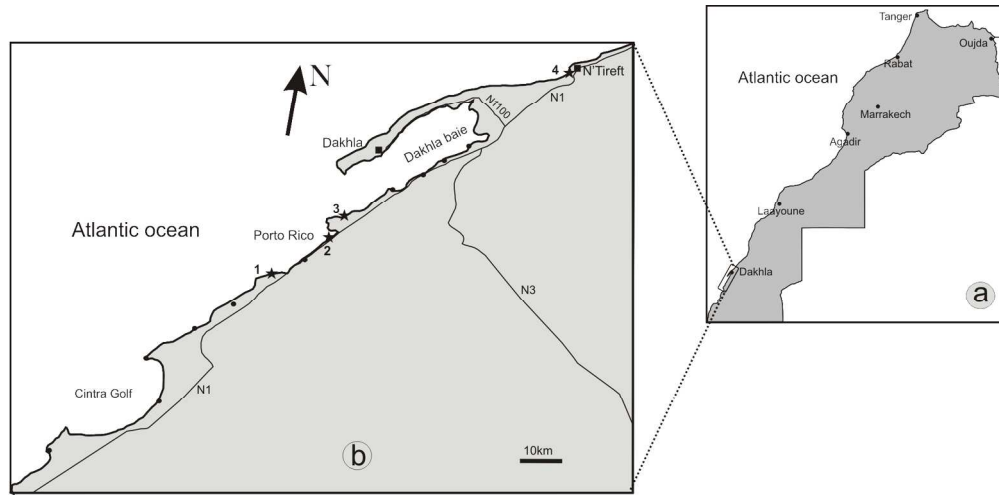 N
4
N'Tireft
N1
Nr100
Dakhla
Dakhla baie
3
Atlantic ocean
Porto Rico
2
1
N3
Cintra Golf
N1
10km
b
Tanger
Oujda
Rabat
Atlantic ocean
Marrakech
Agadir
Laayoune
Dakhla
a